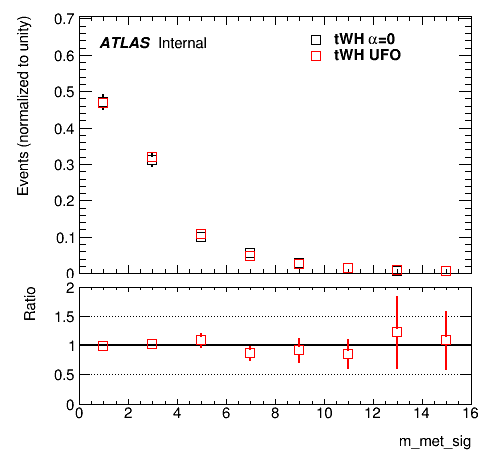 Events (normalized to unity)
0.7
0.6
0.5
0.4
0.3
0.2
0.1
0
ATLAS Internal
tWH α=0
tWH UFO
Ratio
2
1.5
1
0.5
0
0 2 4 6 8 10 12 14 16
m_met_sig